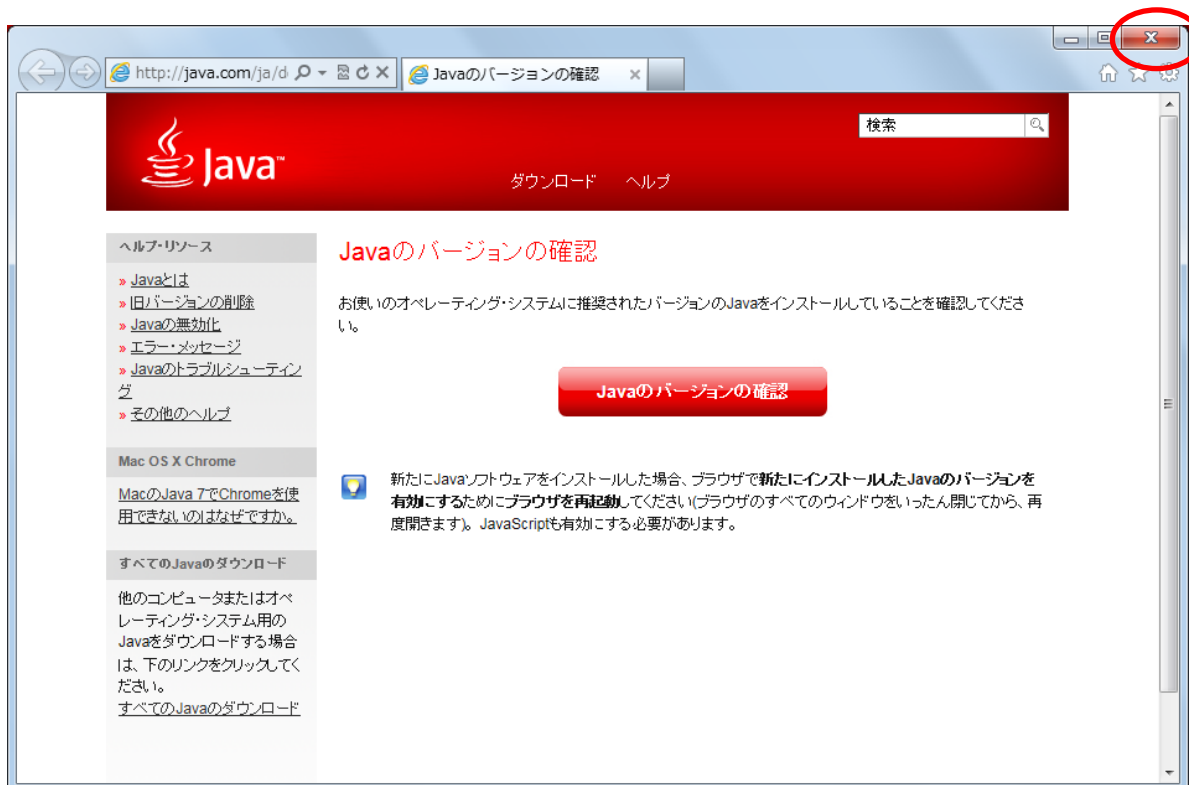 http://java.com/ja/d
Javaのバージョンの確認
検索
Java™
ダウンロード ヘルプ
ヘルプ・リソース
» Javaとは
» 旧バージョンの削除
» Javaの無効化
» エラー・メッセージ
» Javaのトラブルシューティン
グ
» その他のヘルプ
Mac OS X Chrome
MacのJava 7でChromeを使
用できないのはなぜですか。
すべてのJavaのダウンロード
他のコンピュータまたはオペ
レーティング・システム用の
Javaをダウンロードする場合
は、下のリンクをクリックしてく
ださい。
すべてのJavaのダウンロード
Javaのバージョンの確認
お使いのオペレーティング・システムに推奨されたバージョンのJavaをインストールしていることを確認してくださ
い。
Javaのバージョンの確認
新たにJavaソフトウェアをインストールした場合、ブラウザで新たにインストールしたJavaのバージョンを
有効にするためにブラウザを再起動してください(ブラウザのすべてのウィンドウをいったん閉じてから、再
度開きます)。JavaScriptも有効にする必要があります。